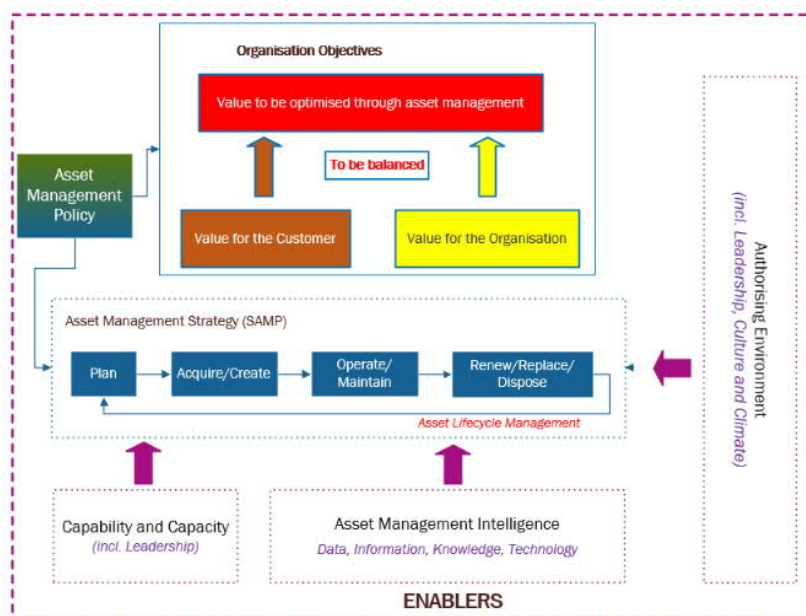 Organisation Objectives
Value to be optimised through asset management
To be balanced
Asset
Management
Policy
Value for the Customer
Value for the Organisation
Asset Management Strategy (SAMP)
Plan
Acquire/Create
Operate/
Maintain
Renew/Replace/
Dispose
Asset Lifecycle Management
Authorising Environment
(incl. Leadership, Culture and Climate)
Capability and Capacity
(incl. Leadership)
Asset Management Intelligence
Data, Information, Knowledge, Technology
ENABLERS